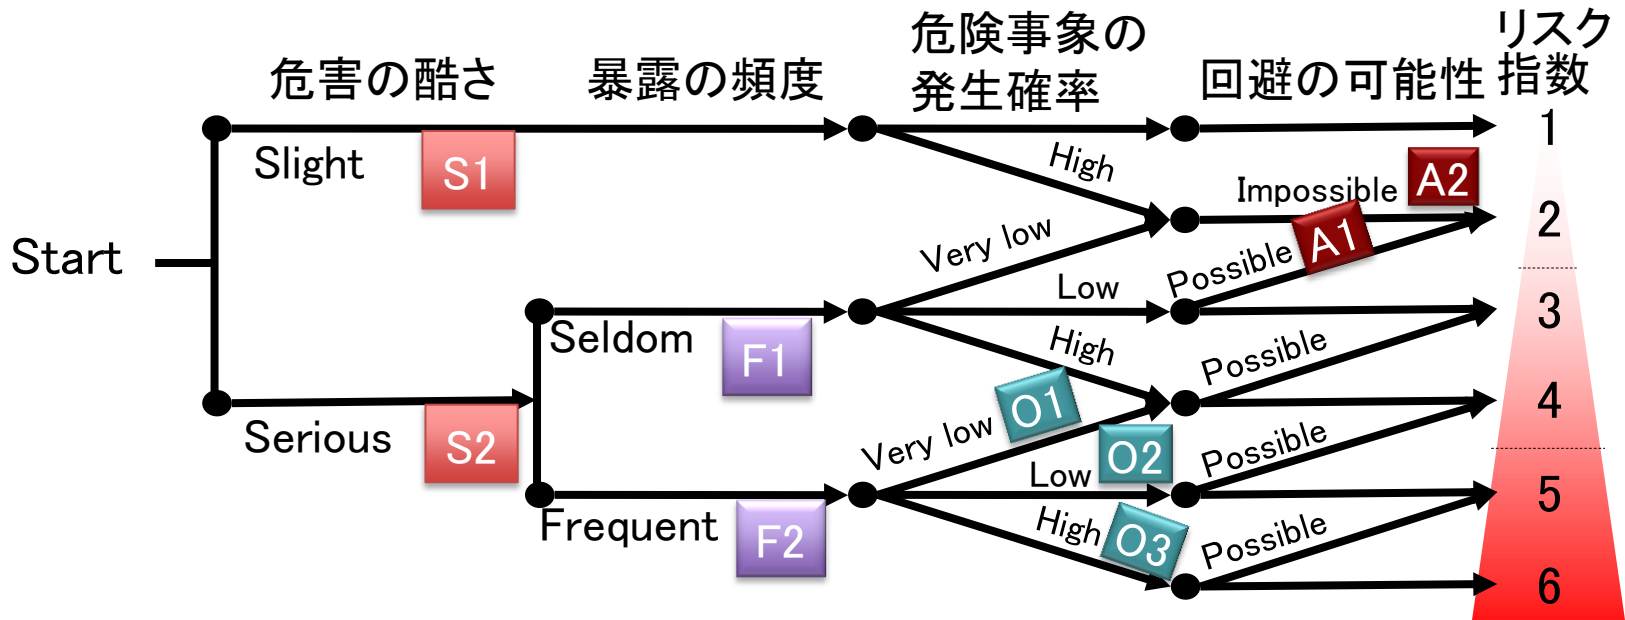 危害の酷さ
暴露の頻度
危険事象の
発生確率
回避の可能性
リスク
指数
Start
Slight
S1
Serious
S2
Seldom
F1
Frequent
F2
High
Very low
Low
High
Very low
O1
Low
O2
High
O3
Impossible
A2
Possible
A1
Possible
Possible
Possible
1
2
3
4
5
6